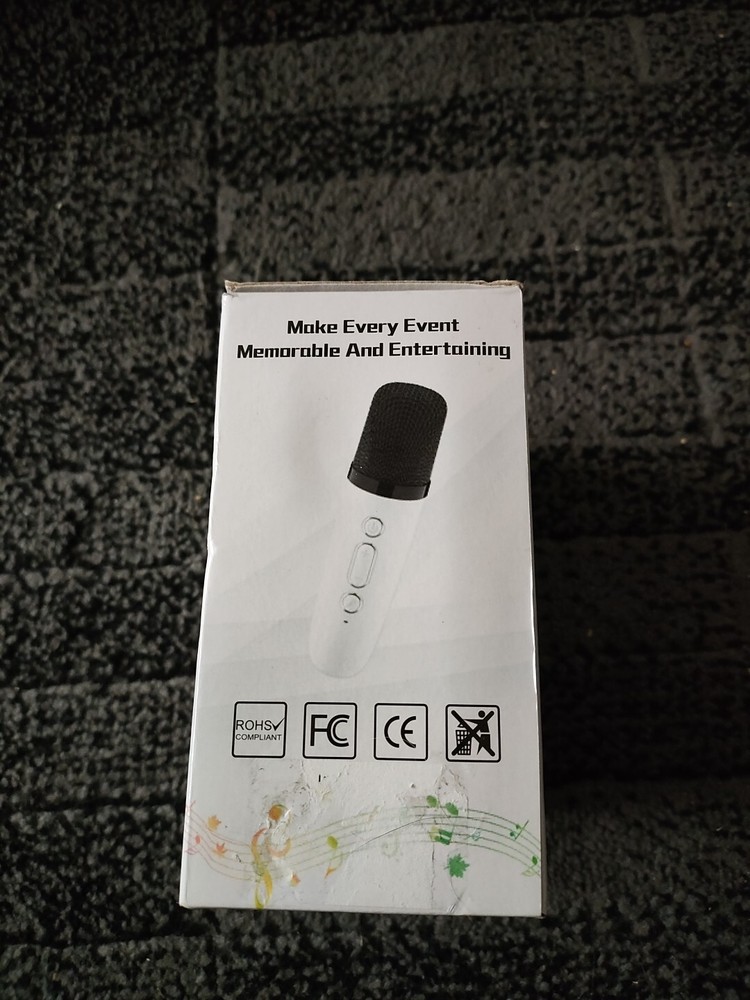 Make Every Event
Memorable And Entertaining
ROHS✓
COMPLIANT
FC
CE